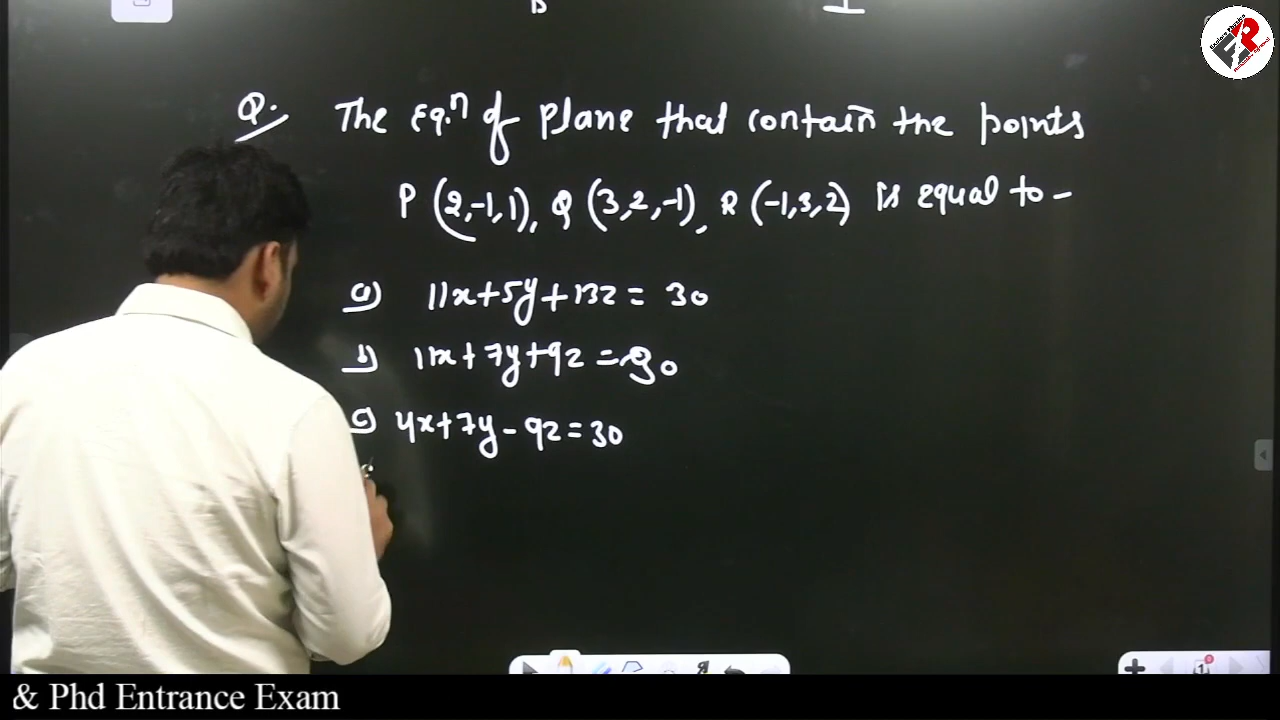 Q. The Eq.n of plane that contain the points
P (2,-1,1), Q (3,2,-1), R (-1,3,2) is equal to -
a) 11x+5y+13z = 30
b) 11x+7y+9z = 30
c) 4x+7y-9z=30
& Phd Entrance Exam